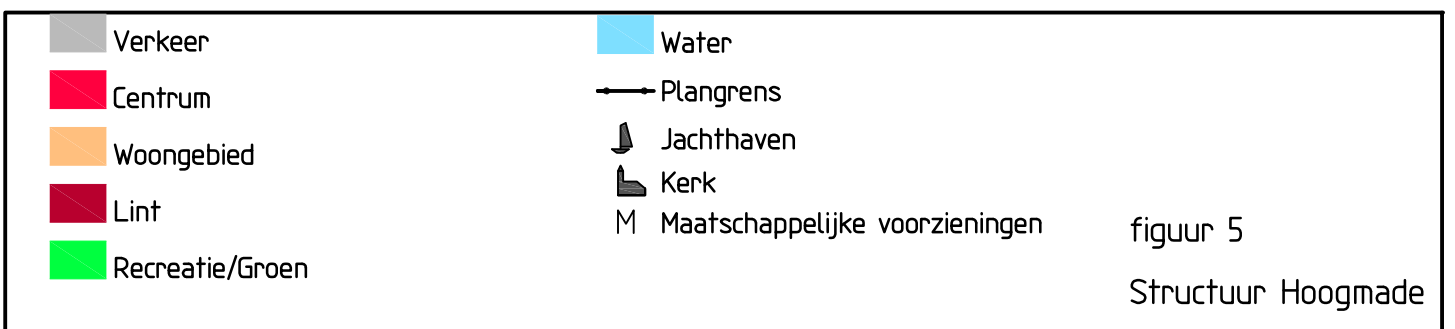 Verkeer
Centrum
Woongebied
Lint
Recreatie/Groen
Water
Plangrens
Jachthaven
Kerk
M Maatschappelijke voorzieningen
figuur 5
Structuur Hoogmade